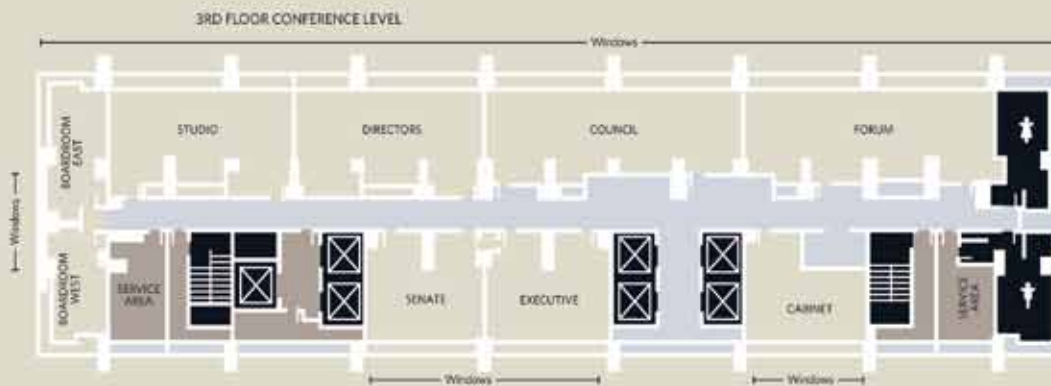 3RD FLOOR CONFERENCE LEVEL
Windows
BOARDROOM
EAST
STUDIO
DIRECTORS
COUNCIL
FORUM
Windows
BOARDROOM
WEST
SERVICE
AREA
SENATE
EXECUTIVE
CABINET
SERVICE
AREA
Windows
Windows